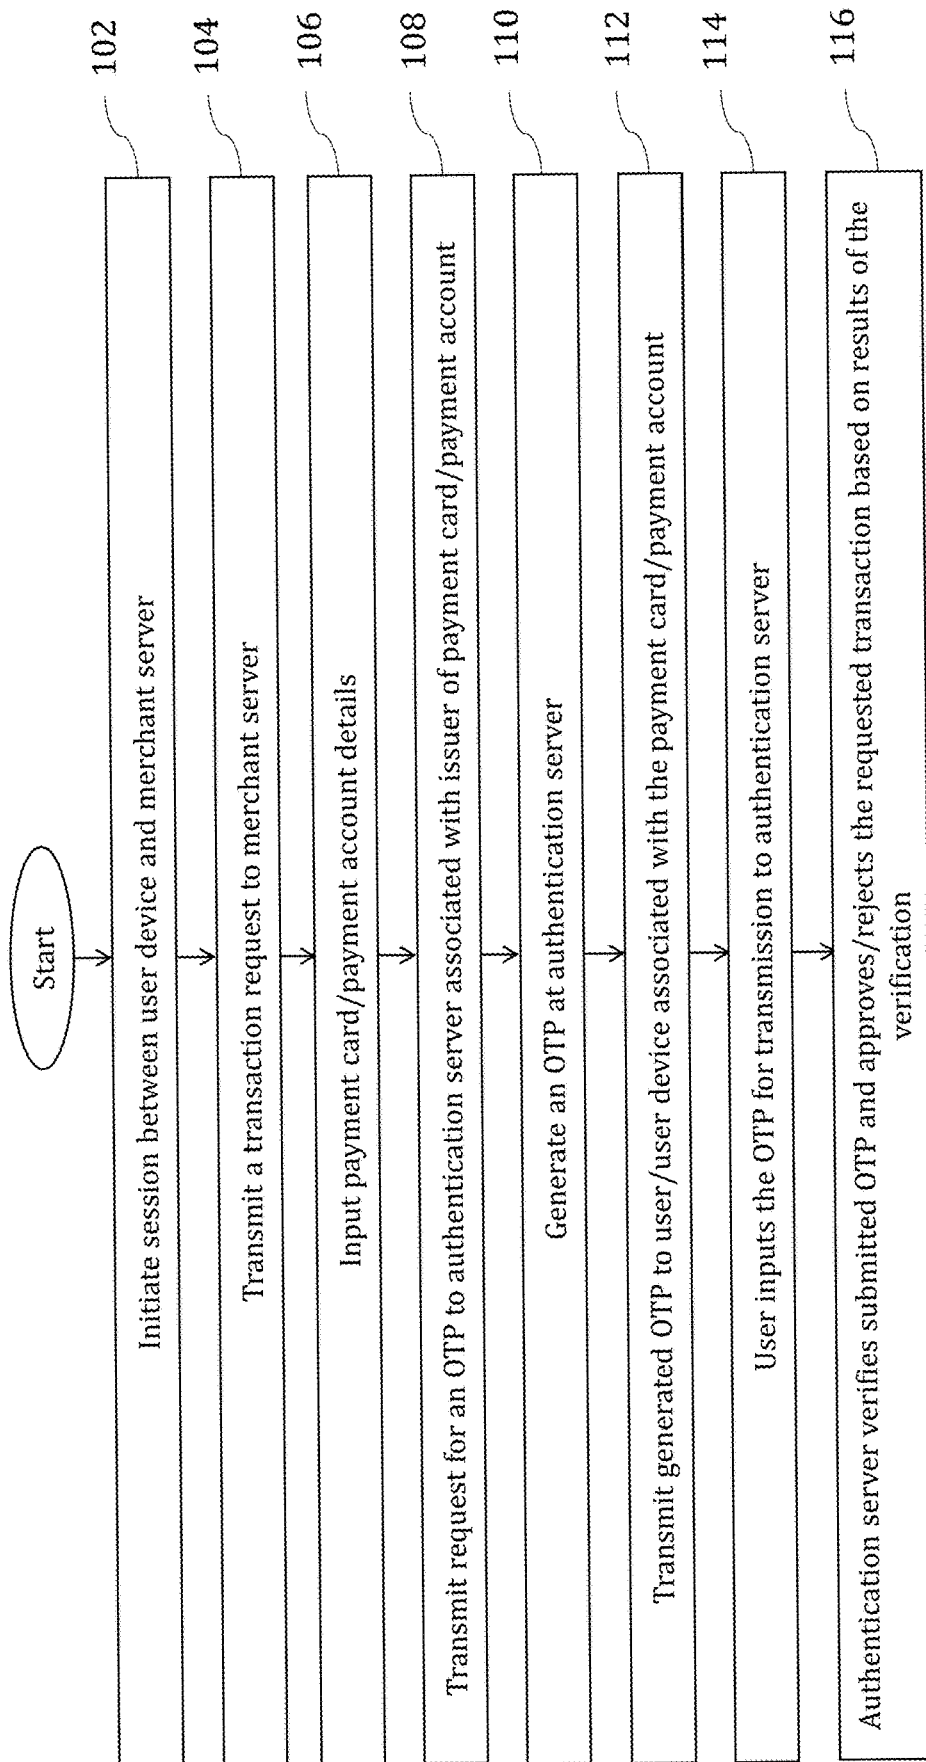 Start
102
Initiate session between user device and merchant server
104
Transmit a transaction request to merchant server
106
Input payment card/payment account details
108
Transmit request for an OTP to authentication server associated with issuer of payment card/payment account
110
Generate an OTP at authentication server
112
Transmit generated OTP to user/user device associated with the payment card/payment account
114
User inputs the OTP for transmission to authentication server
116
Authentication server verifies submitted OTP and approves/rejects the requested transaction based on results of the
verification